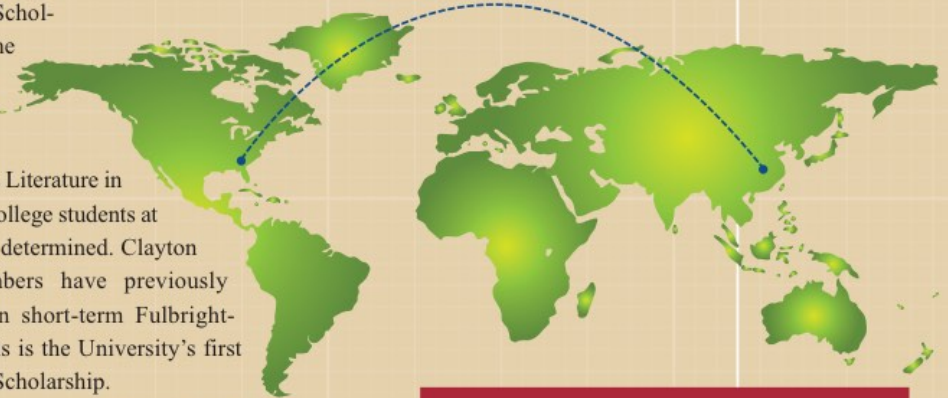 Schol-
Literature in
ollege students at
determined. Clayton
bers have previously
n short-term Fulbright-
s is the University’s first
Scholarship.